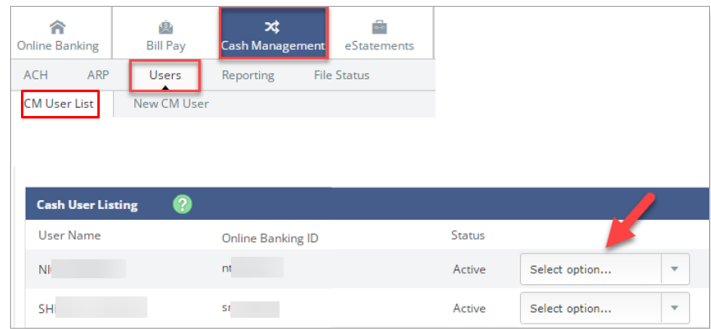 Online Banking Bill Pay Cash Management eStatements
ACH ARP Users Reporting File Status
CM User List New CM User
Cash User Listing ?
User Name Online Banking ID Status
Active Select option...
Active Select option...